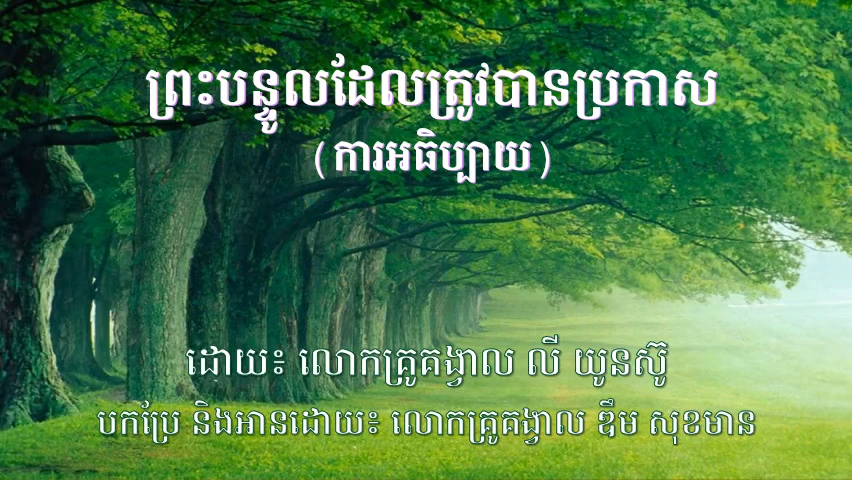 ព្រះបន្ទូលដែលត្រូវបានប្រកាស
(ការអធិប្បាយ)
ដោយ៖ លោកគ្រូគង្វាល លី យូនស៊ូ
បកប្រែ និងអានដោយ៖ លោកគ្រូគង្វាល ឌឹម សុខមាន